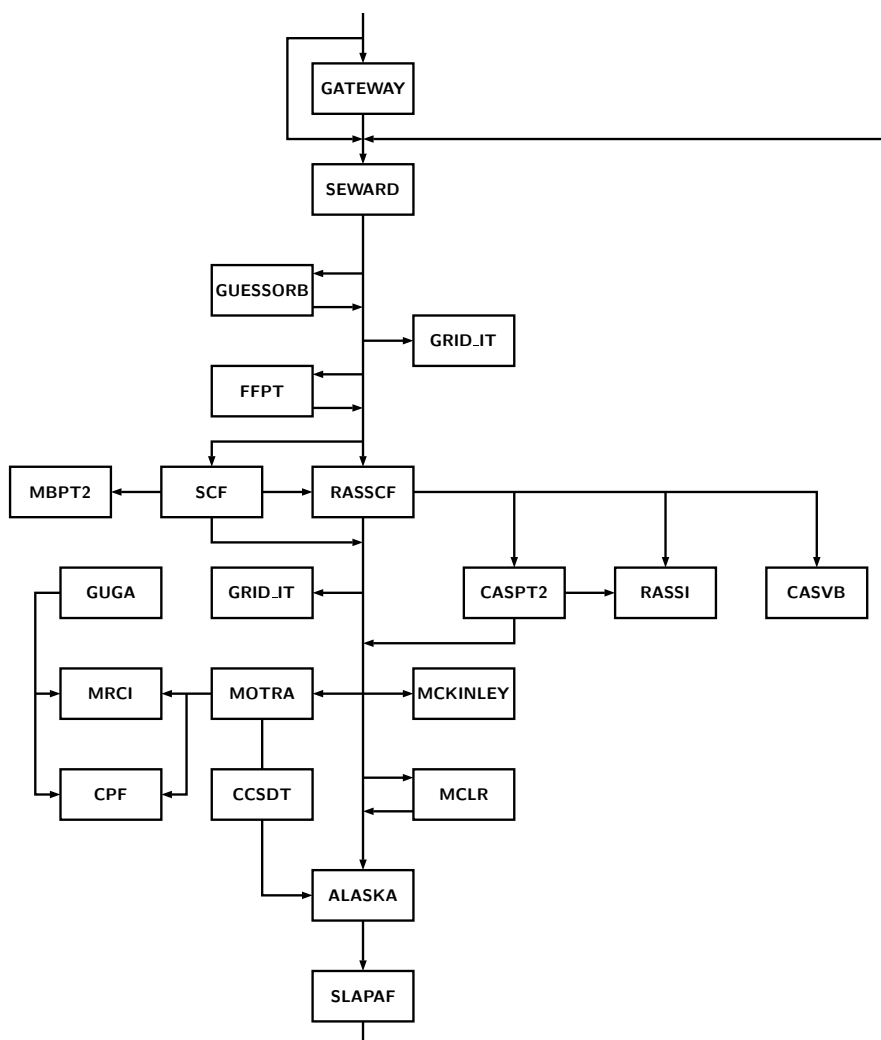 GATEWAY
SEWARD
GUESSORB
GRID_IT
FFPT
MBPT2
SCF
RASSCF
GUGA
GRID_IT
CASPT2
RASSI
CASVB
MRCI
MOTRA
MCKINLEY
CPF
CCSDT
MCLR
ALASKA
SLAPAF